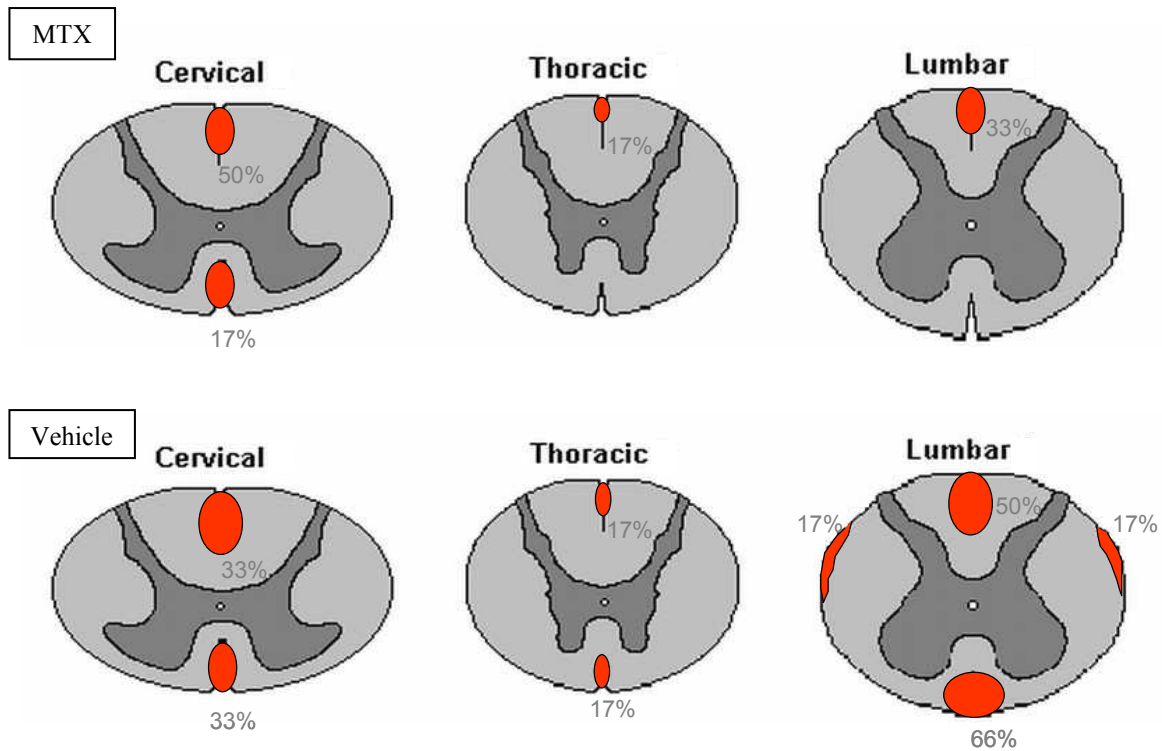 MTX
Cervical
Thoracic
Lumbar
50%
17%
33%
17%
Vehicle
Cervical
Thoracic
Lumbar
33%
17%
17%
50%
17%
33%
17%
66%